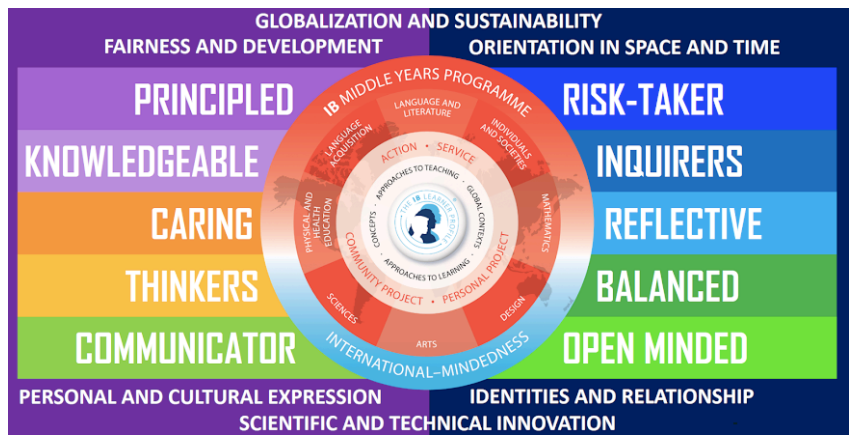 GLOBALIZATION AND SUSTAINABILITY
FAIRNESS AND DEVELOPMENT
ORIENTATION IN SPACE AND TIME
PRINCIPLED
KNOWLEDGEABLE
CARING
THINKERS
COMMUNICATOR
IB MIDDLE YEARS PROGRAMME
LANGUAGE AND
LITERATURE
LANGUAGE
ACQUISITION
INDIVIDUALS
AND SOCIETIES
PHYSICAL AND
HEALTH
EDUCATION
MATHEMATICS
SCIENCES
ARTS
DESIGN
ACTION • SERVICE
COMMUNITY PROJECT • PERSONAL PROJECT
APPROACHES TO TEACHING
GLOBAL CONTEXTS
APPROACHES TO LEARNING
CONCEPTS
THE IB LEARNER PROFILE
INTERNATIONAL–MINDEDNESS
RISK-TAKER
INQUIRERS
REFLECTIVE
BALANCED
OPEN MINDED
PERSONAL AND CULTURAL EXPRESSION
IDENTITIES AND RELATIONSHIP
SCIENTIFIC AND TECHNICAL INNOVATION